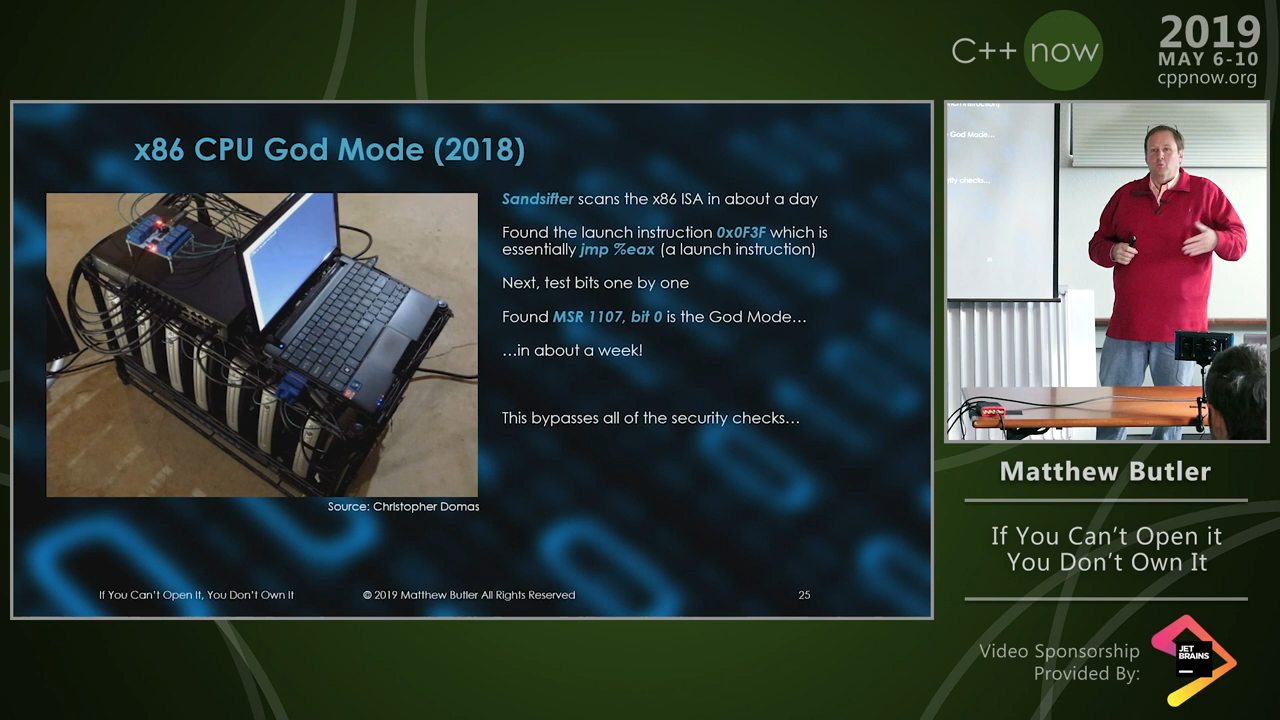 C++ now
2019
MAY 6-10
cppnow.org
x86 CPU God Mode (2018)
Sandsifter scans the x86 ISA in about a day
Found the launch instruction 0x0F3F which is
essentially jmp %eax (a launch instruction)
Next, test bits one by one
Found MSR 1107, bit 0 is the God Mode…
…in about a week!
This bypasses all of the security checks…
Source: Christopher Domas
If You Can't Open It, You Don't Own It
© 2019 Matthew Butler All Rights Reserved
25
God Mode...
checks...
Matthew Butler
If You Can't Open it
You Don't Own It
Video Sponsorship
Provided By:
JET
BRAINS